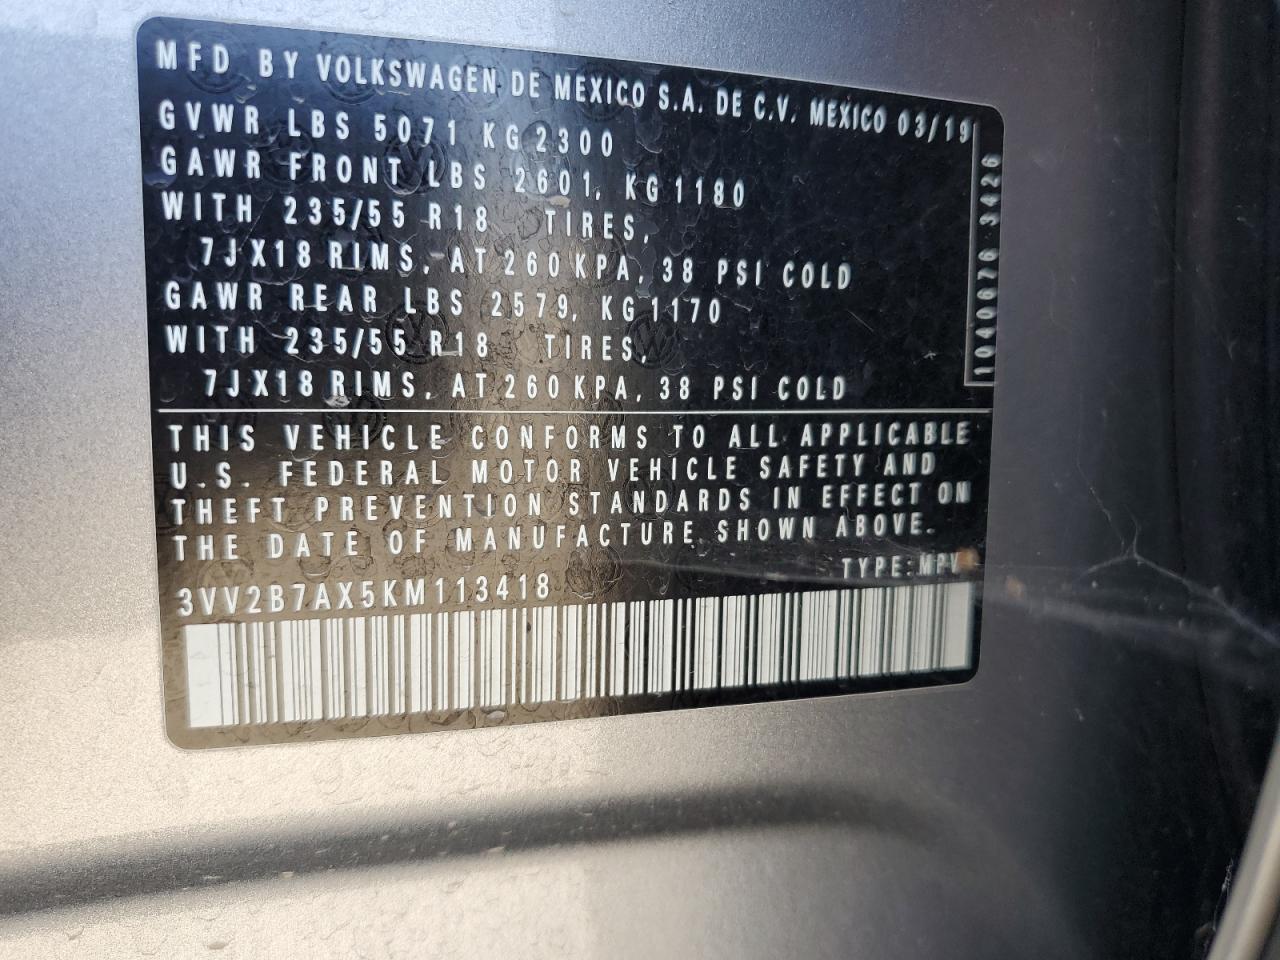 MFD BY VOLKSWAGEN DE MEXICO S.A. DE C.V. MEXICO 03/19
GVWR LBS 5071 KG 2300
GAWR FRONT LBS 2601, KG 1180
WITH 235/55 R18 TIRES,
7JX18 RIMS, AT 260 KPA, 38 PSI COLD
GAWR REAR LBS 2579, KG 1170
WITH 235/55 R18 TIRES,
7JX18 RIMS, AT 260 KPA, 38 PSI COLD
1040676 3426
THIS VEHICLE CONFORMS TO ALL APPLICABLE
U.S. FEDERAL MOTOR VEHICLE SAFETY AND
THEFT PREVENTION STANDARDS IN EFFECT ON
THE DATE OF MANUFACTURE SHOWN ABOVE.
TYPE: MPV
3VV2B7AX5KM113418